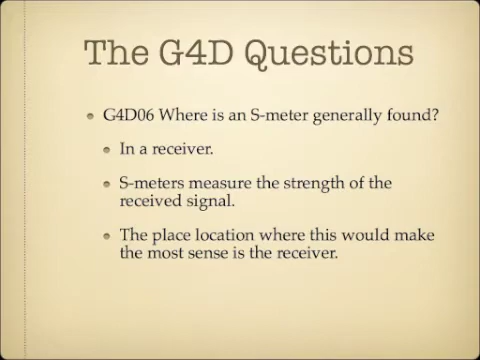 The G4D Questions
G4D06 Where is an S-meter generally found?
In a receiver.
S-meters measure the strength of the
received signal.
The place location where this would make
the most sense is the receiver.